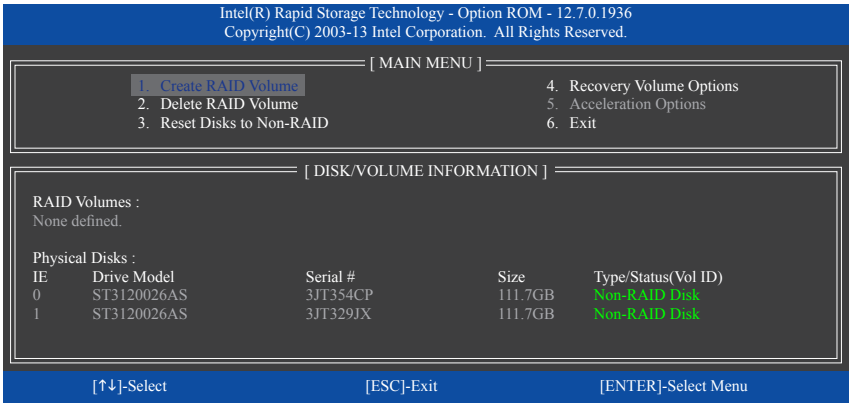 Intel(R) Rapid Storage Technology - Option ROM - 12.7.0.1936
Copyright(C) 2003-13 Intel Corporation.  All Rights Reserved.
[ MAIN MENU ]
1. Create RAID Volume
2. Delete RAID Volume
3. Reset Disks to Non-RAID
4. Recovery Volume Options
5. Acceleration Options
6. Exit
[ DISK/VOLUME INFORMATION ]
RAID Volumes :
None defined.
Physical Disks :
IE Drive Model Serial # Size Type/Status(Vol ID)
0 ST3120026AS 3JT354CP 111.7GB Non-RAID Disk
1 ST3120026AS 3JT329JX 111.7GB Non-RAID Disk
[↑↓]-Select [ESC]-Exit [ENTER]-Select Menu